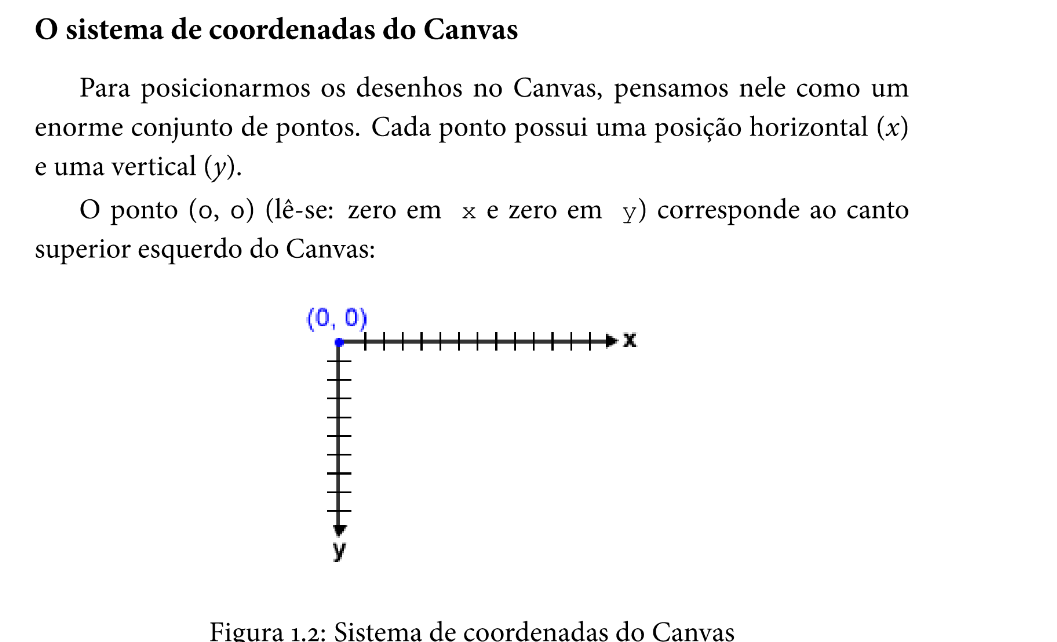 O sistema de coordenadas do Canvas
Para posicionarmos os desenhos no Canvas, pensamos nele como um
enorme conjunto de pontos. Cada ponto possui uma posição horizontal (x)
e uma vertical (y).
O ponto (0, 0) (lê-se: zero em x e zero em y) corresponde ao canto
superior esquerdo do Canvas:
(0, 0)
x
y
Figura 1.2: Sistema de coordenadas do Canvas